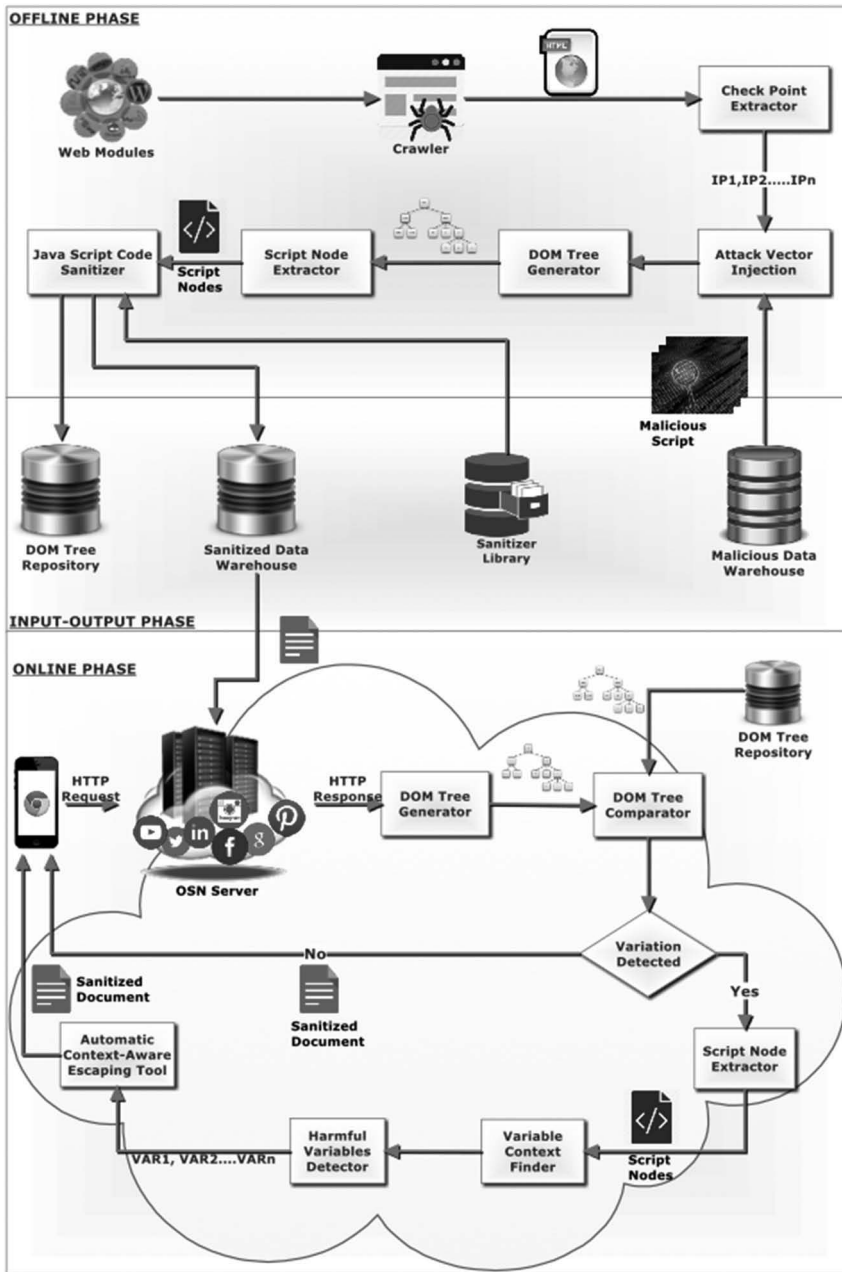 OFFLINE PHASE
HTML
Web Modules
Crawler
Check Point
Extractor
IP1,IP2.....IPn
Java Script Code
Sanitizer
Script
Nodes
Script Node
Extractor
DOM Tree
Generator
Attack Vector
Injection
Malicious
Script
DOM Tree
Repository
Sanitized Data
Warehouse
Sanitizer
Library
Malicious Data
Warehouse
INPUT-OUTPUT PHASE
ONLINE PHASE
DOM Tree
Repository
HTTP
Request
OSN Server
HTTP
Response
DOM Tree
Generator
DOM Tree
Comparator
Variation
Detected
No
Yes
Sanitized
Document
Sanitized
Document
Automatic
Context-Aware
Escaping Tool
Script Node
Extractor
VAR1, VAR2....VARn
Harmful
Variables
Detector
Variable
Context
Finder
Script
Nodes